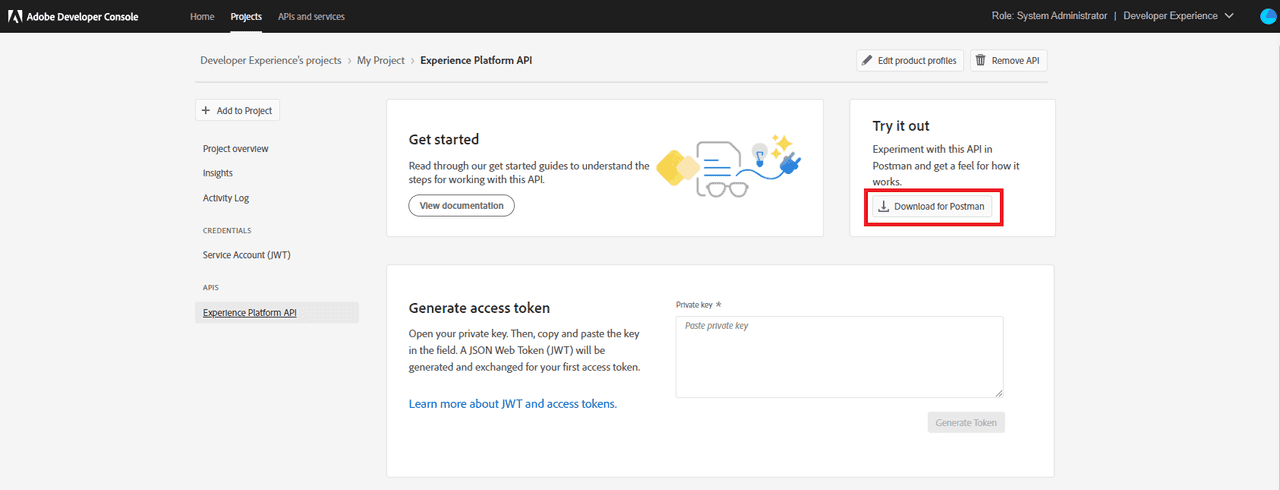 Adobe Developer Console
Home
Projects
APIs and services
Role: System Administrator | Developer Experience
Developer Experience's projects > My Project > Experience Platform API
Edit product profiles
Remove API
+ Add to Project
Project overview
Insights
Activity Log
CREDENTIALS
Service Account (JWT)
APIS
Experience Platform API
Get started
Read through our get started guides to understand the
steps for working with this API.
View documentation
Try it out
Experiment with this API in
Postman and get a feel for how it
works.
Download for Postman
Generate access token
Open your private key. Then, copy and paste the key
in the field. A JSON Web Token (JWT) will be
generated and exchanged for your first access token.
Learn more about JWT and access tokens.
Private key *
Paste private key
Generate Token